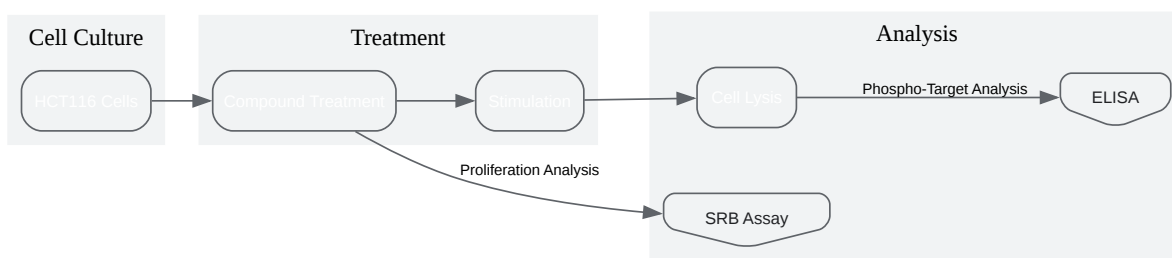 Cell Culture
Treatment
Analysis
HCT116 Cells
Compound Treatment
Stimulation
Cell Lysis
Phospho-Target Analysis
ELISA
Proliferation Analysis
SRB Assay